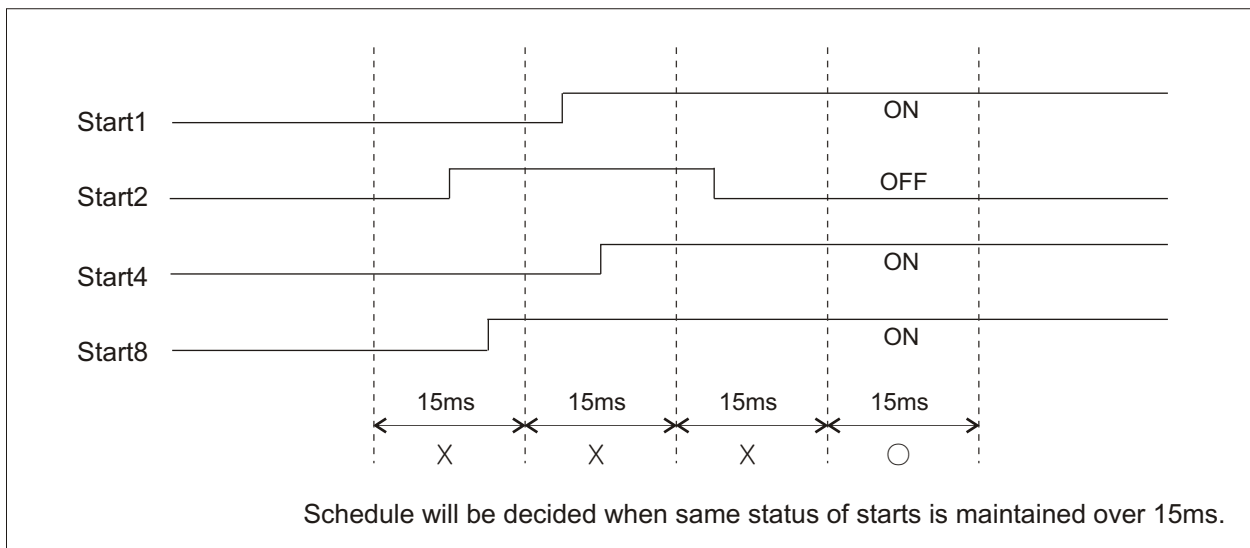 Start1
ON
Start2
OFF
Start4
ON
Start8
ON
15ms 15ms 15ms 15ms
X X X ○
Schedule will be decided when same status of starts is maintained over 15ms.